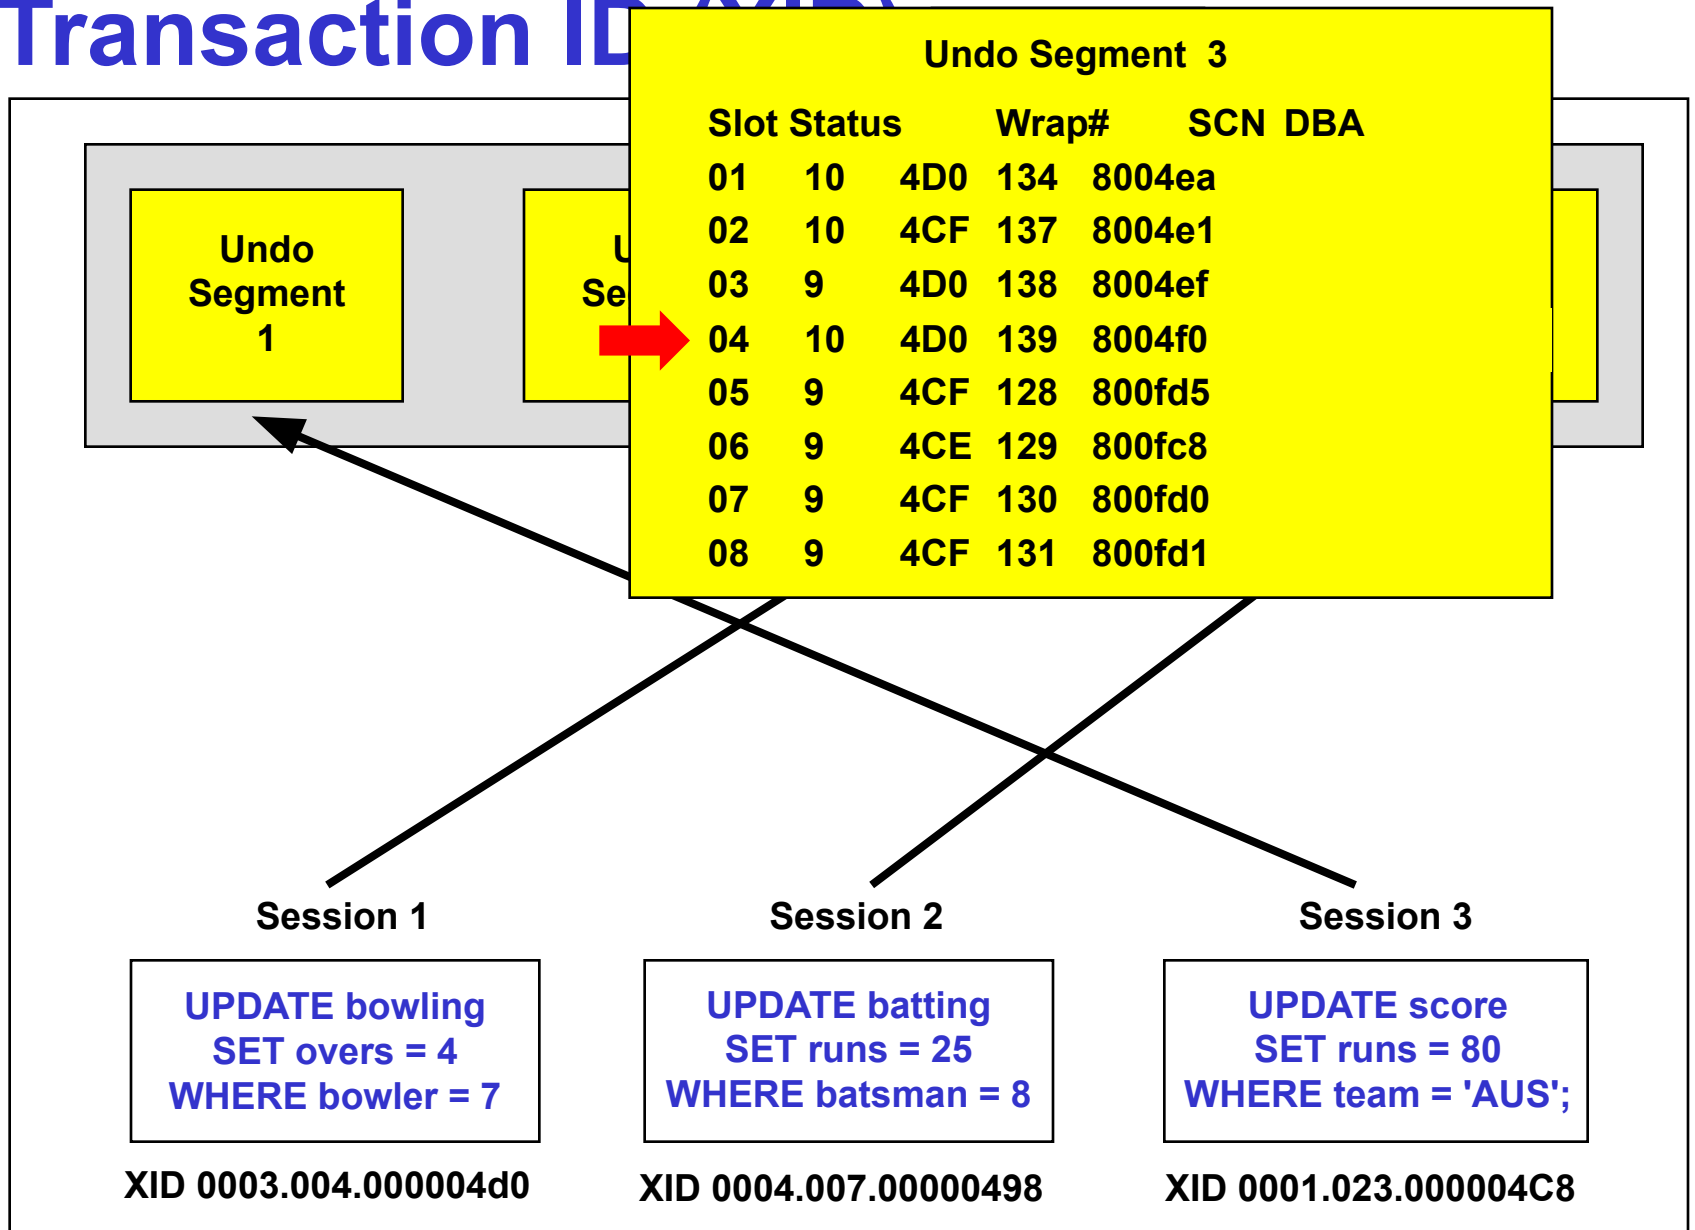 Transaction ID (XID)
Undo Segment 3
Slot Status Wrap# SCN DBA
01 10 4D0 134 8004ea
02 10 4CF 137 8004e1
03 9 4D0 138 8004ef
04 10 4D0 139 8004f0
05 9 4CF 128 800fd5
06 9 4CE 129 800fc8
07 9 4CF 130 800fd0
08 9 4CF 131 800fd1
Undo
Segment
1
U
Se
Session 1
UPDATE bowling
SET overs = 4
WHERE bowler = 7
XID 0003.004.000004d0
Session 2
UPDATE batting
SET runs = 25
WHERE batsman = 8
XID 0004.007.00000498
Session 3
UPDATE score
SET runs = 80
WHERE team = 'AUS';
XID 0001.023.000004C8